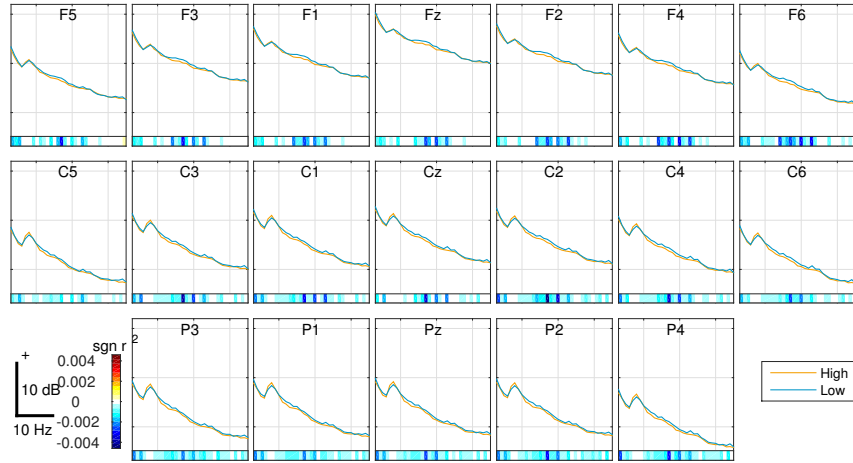 F5 F3 F1 Fz F2 F4 F6
C5 C3 C1 Cz C2 C4 C6
P3 P1 Pz P2 P4
sgn r 2
+
10 dB
10 Hz
0.004
0.002
0
-0.002
-0.004
High
Low